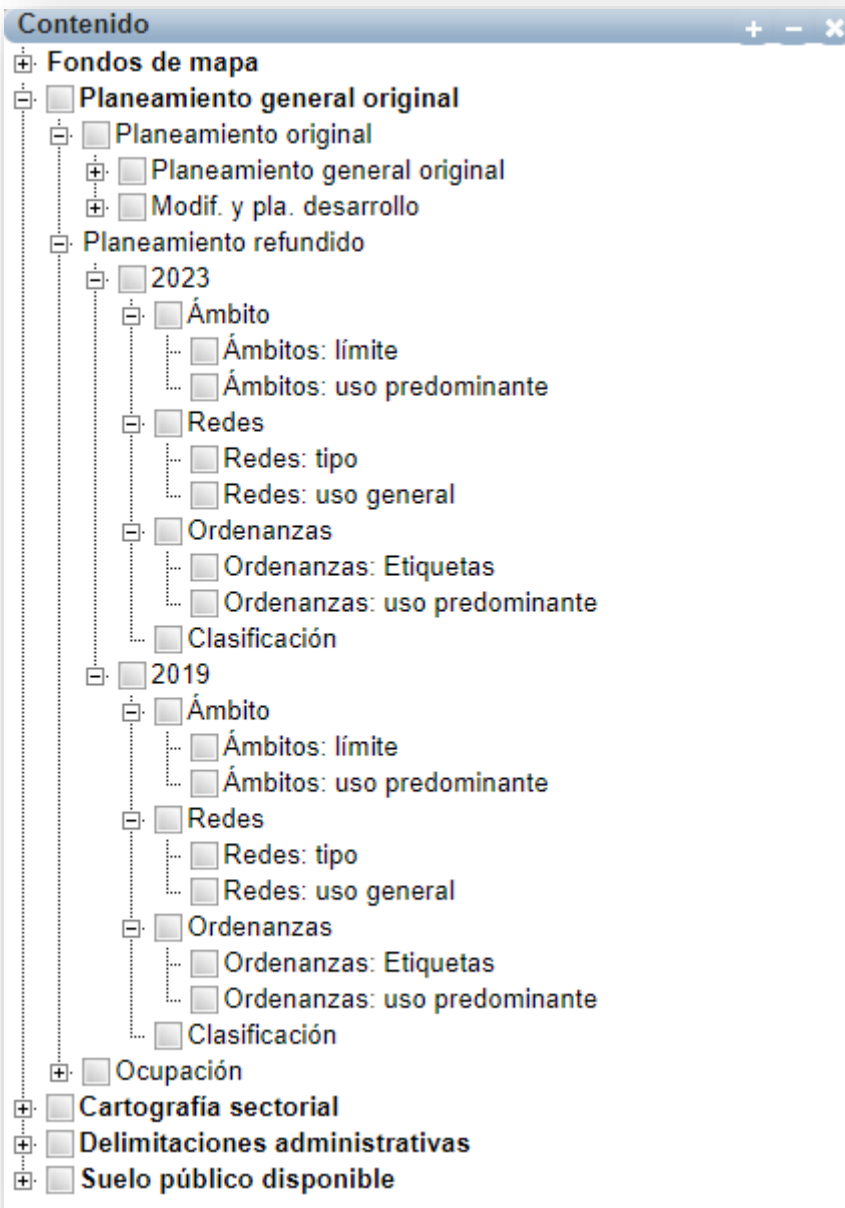 Contenido
Fondos de mapa
Planeamiento general original
Planeamiento original
Planeamiento general original
Modif. y pla. desarrollo
Planeamiento refundido
2023
Ámbito
Ámbitos: límite
Ámbitos: uso predominante
Redes
Redes: tipo
Redes: uso general
Ordenanzas
Ordenanzas: Etiquetas
Ordenanzas: uso predominante
Clasificación
2019
Ámbito
Ámbitos: límite
Ámbitos: uso predominante
Redes
Redes: tipo
Redes: uso general
Ordenanzas
Ordenanzas: Etiquetas
Ordenanzas: uso predominante
Clasificación
Ocupación
Cartografía sectorial
Delimitaciones administrativas
Suelo público disponible